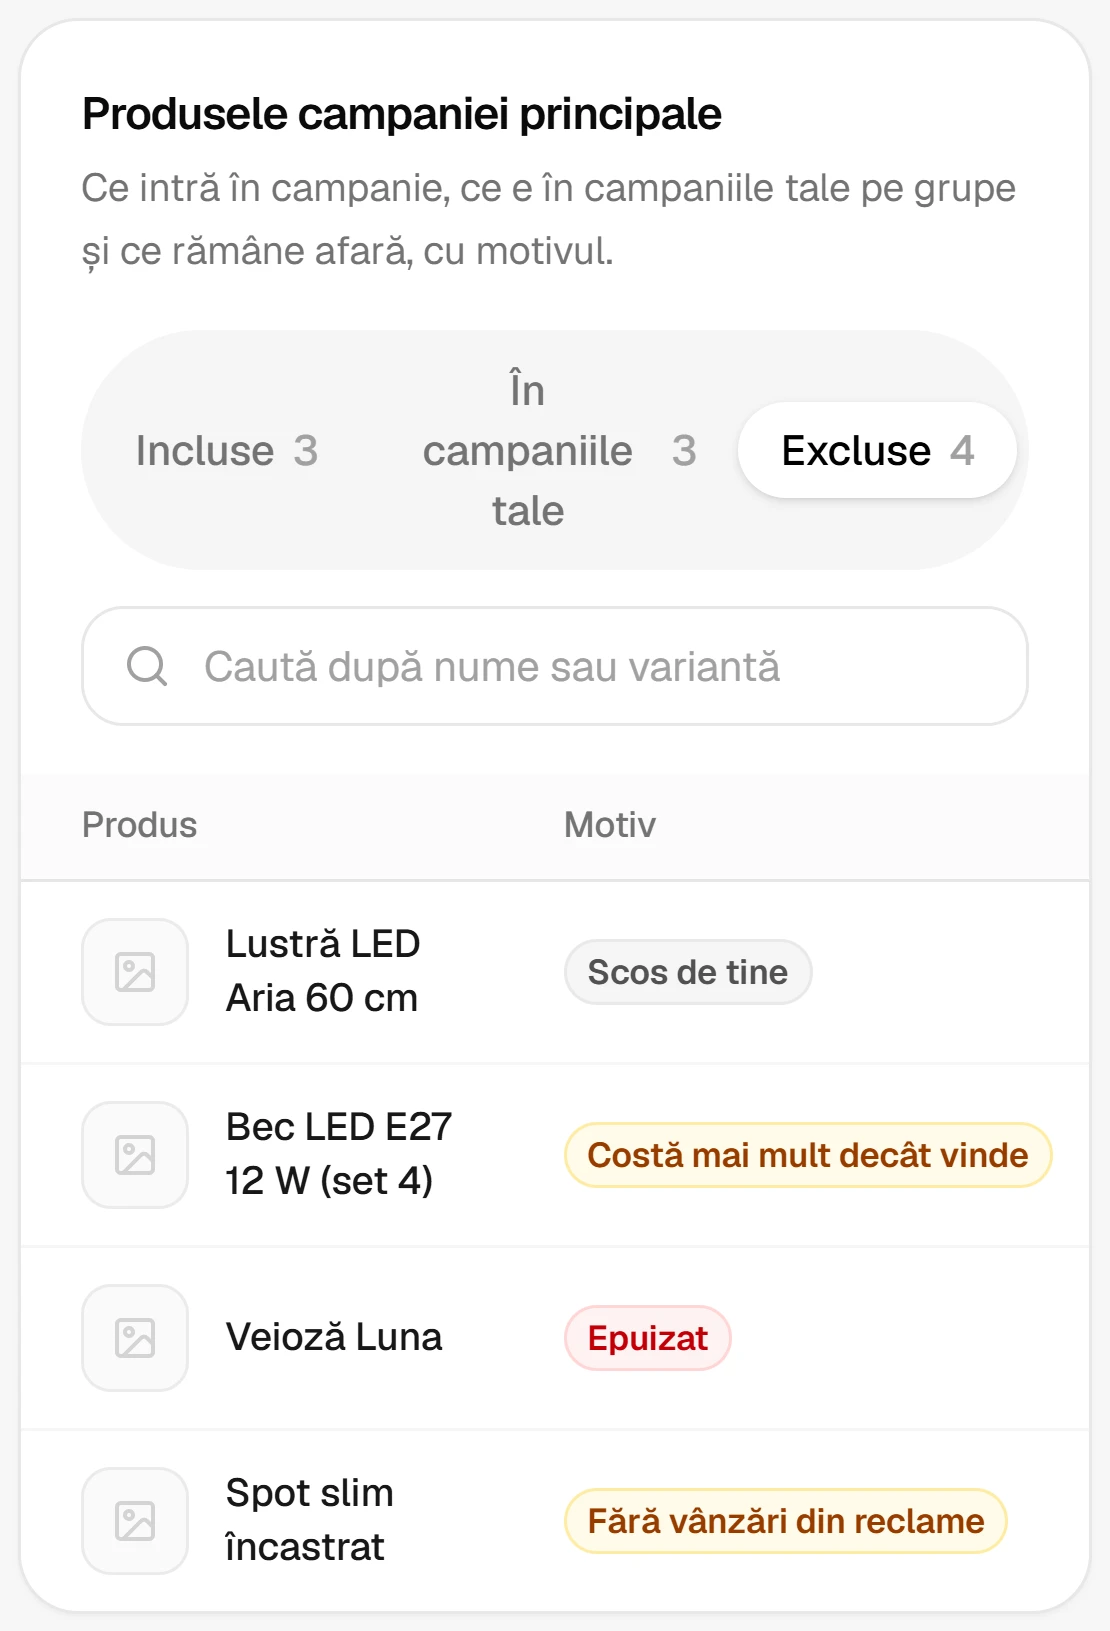 Produsele campaniei principale
Ce intră în campanie, ce e în campaniile tale pe grupe
și ce rămâne afară, cu motivul.
Incluse 3
În
campaniile
tale
3
Excluse 4
Caută după nume sau variantă
Produs
Motiv
Lustră LED
Aria 60 cm
Scos de tine
Bec LED E27
12 W (set 4)
Costă mai mult decât vinde
Veioză Luna
Epuizat
Spot slim
încastrat
Fără vânzări din reclame